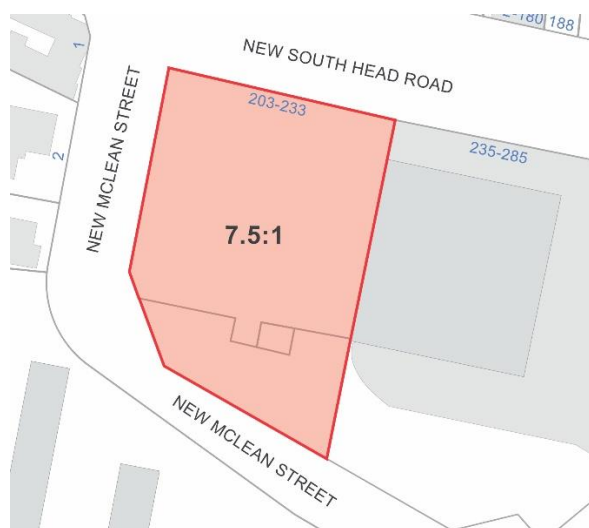 188
1
NEW SOUTH HEAD ROAD
NEW MCLEAN STREET
203-233
235-285
2
7.5:1
NEW MCLEAN STREET